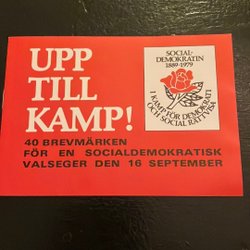 UPP
TILL
KAMP!
40 BREVMÄRKEN
FÖR EN SOCIALDEMOKRATISK
VALSEGER DEN 16 SEPTEMBER
SOCIAL-
DEMOKRATIN
1889-1979
I KAMP FÖR DEMOKRATI
OCH SOCIAL RÄTTVISA